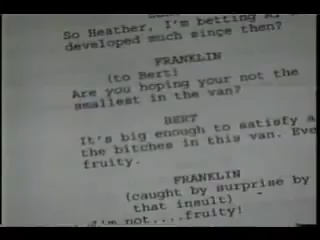 So Heather, I'm betting
developed much since then?
FRANKLIN
(to Bert)
Are you hoping your not the
smallest in the van?
BERT
It's big enough to satisfy a
the bitches in this van. Eve
fruity.
FRANKLIN
(caught by surprise by
that insult)
I'm not....fruity!